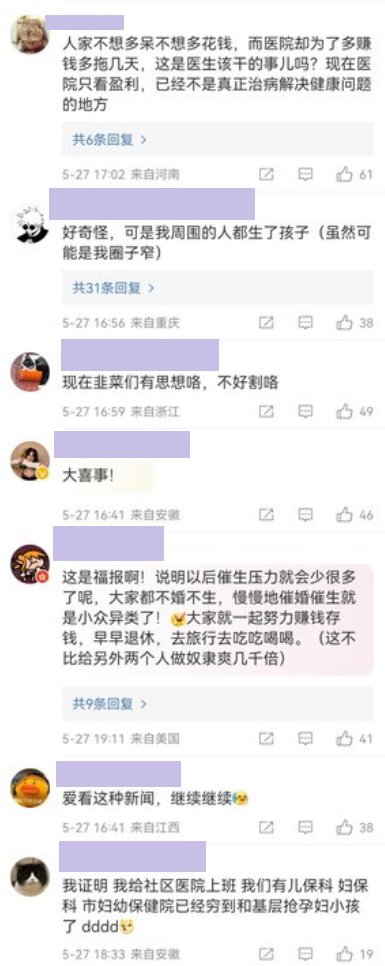 人家不想多呆不想多花钱，而医院却为了多赚
钱多拖几天，这是医生该干的事儿吗？现在医
院只看盈利，已经不是真正治病解决健康问题
的地方
共6条回复 >
5-27 17:02 来自河南 61
好奇怪，可是我周围的人都生了孩子（虽然可
能是我圈子窄）
共31条回复 >
5-27 16:56 来自重庆 38
现在韭菜们有思想咯，不好割咯
5-27 16:59 来自浙江 49
大喜事！
5-27 16:41 来自安徽 46
这是福报啊！说明以后催生压力就会少很多
了呢，大家都不婚不生，慢慢地催婚催生就
是小众异类了！大家就一起努力赚钱存
钱，早早退休，去旅行去吃吃喝喝。（这不
比给另外两个人做奴隶爽几千倍）
共9条回复 >
5-27 19:11 来自美国 41
爱看这种新闻，继续继续
5-27 16:41 来自江西 38
我证明 我给社区医院上班 我们有儿保科 妇保
科 市妇幼保健院已经穷到和基层抢孕妇小孩
了 dddd
5-27 18:33 来自安徽 19